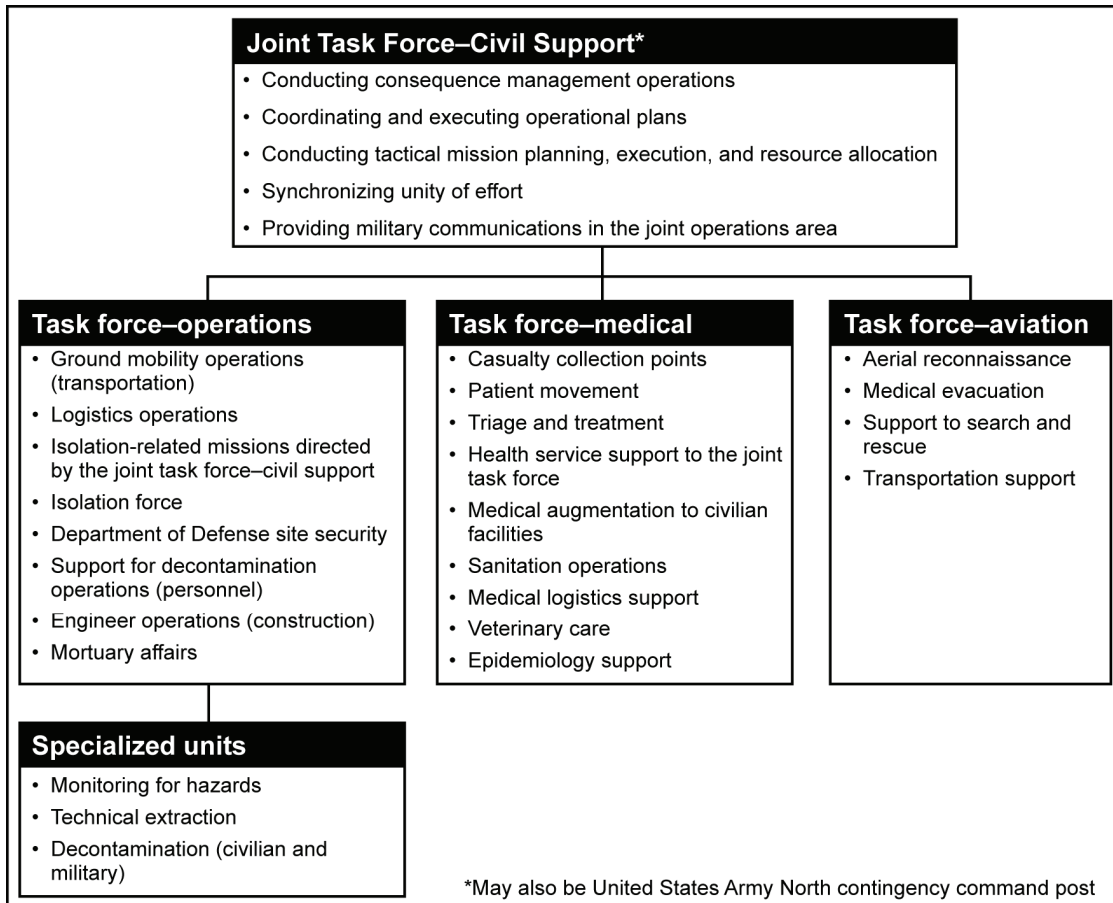 Joint Task Force–Civil Support*
• Conducting consequence management operations
• Coordinating and executing operational plans
• Conducting tactical mission planning, execution, and resource allocation
• Synchronizing unity of effort
• Providing military communications in the joint operations area
Task force–operations
• Ground mobility operations
(transportation)
• Logistics operations
• Isolation-related missions directed
by the joint task force–civil support
• Isolation force
• Department of Defense site security
• Support for decontamination
operations (personnel)
• Engineer operations (construction)
• Mortuary affairs
Task force–medical
• Casualty collection points
• Patient movement
• Triage and treatment
• Health service support to the joint
task force
• Medical augmentation to civilian
facilities
• Sanitation operations
• Medical logistics support
• Veterinary care
• Epidemiology support
Task force–aviation
• Aerial reconnaissance
• Medical evacuation
• Support to search and
rescue
• Transportation support
Specialized units
• Monitoring for hazards
• Technical extraction
• Decontamination (civilian and
military)
*May also be United States Army North contingency command post